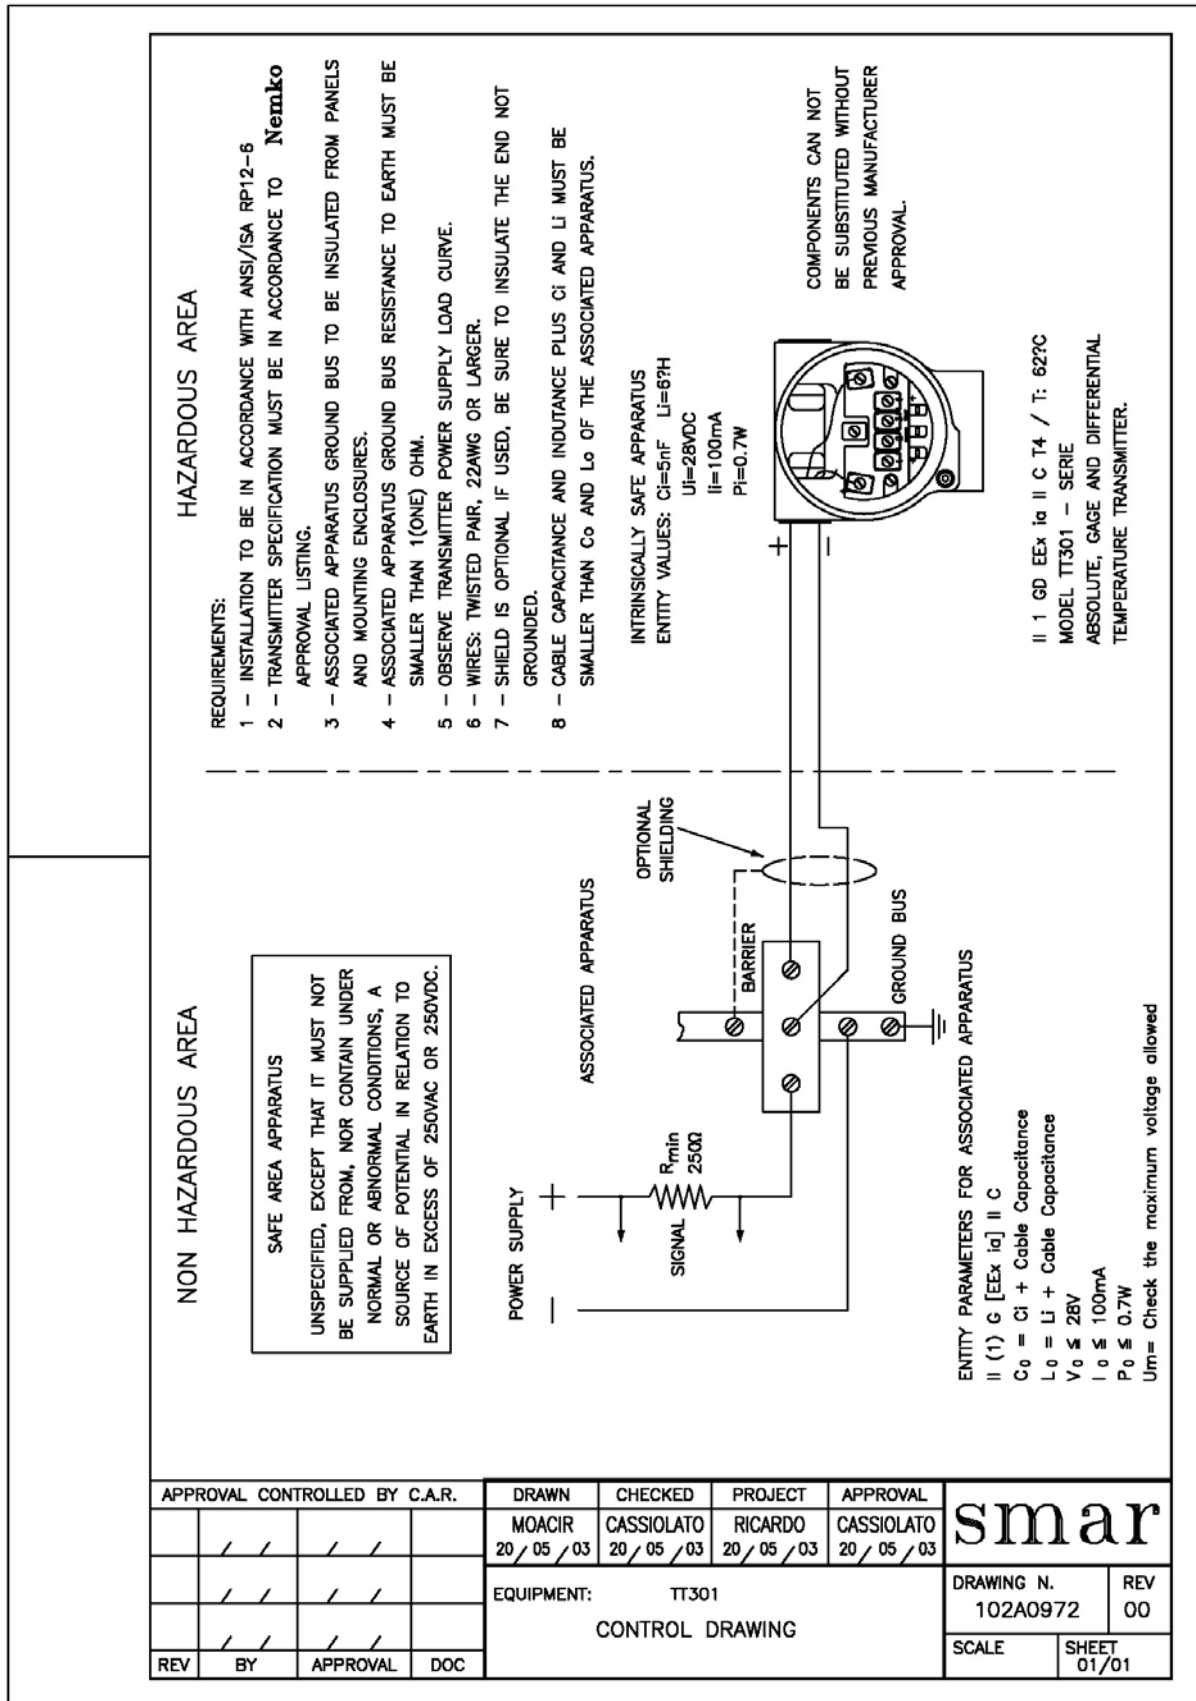 NON HAZARDOUS AREA
HAZARDOUS AREA
SAFE AREA APPARATUS
UNSPECIFIED, EXCEPT THAT IT MUST NOT
BE SUPPLIED FROM, NOR CONTAIN UNDER
NORMAL OR ABNORMAL CONDITIONS, A
SOURCE OF POTENTIAL IN RELATION TO
EARTH IN EXCESS OF 250VAC OR 250VDC.
REQUIREMENTS:
1 – INSTALLATION TO BE IN ACCORDANCE WITH ANSI/ISA RP12–6
2 – TRANSMITTER SPECIFICATION MUST BE IN ACCORDANCE TO Nemko
APPROVAL LISTING.
3 – ASSOCIATED APPARATUS GROUND BUS TO BE INSULATED FROM PANELS
AND MOUNTING ENCLOSURES.
4 – ASSOCIATED APPARATUS GROUND BUS RESISTANCE TO EARTH MUST BE
SMALLER THAN 1(ONE) OHM.
5 – OBSERVE TRANSMITTER POWER SUPPLY LOAD CURVE.
6 – WIRES: TWISTED PAIR, 22AWG OR LARGER.
7 – SHIELD IS OPTIONAL IF USED, BE SURE TO INSULATE THE END NOT
GROUNDED.
8 – CABLE CAPACITANCE AND INDUTANCE PLUS Ci AND Li MUST BE
SMALLER THAN Co AND Lo OF THE ASSOCIATED APPARATUS.
POWER SUPPLY
–
+
SIGNAL
Rmin
250Ω
ASSOCIATED APPARATUS
OPTIONAL
SHIELDING
BARRIER
GROUND BUS
INTRINSICALLY SAFE APPARATUS
ENTITY VALUES: Ci=5nF Li=6?H
Ui=28VDC
Ii=100mA
Pi=0.7W
+
–
COMPONENTS CAN NOT
BE SUBSTITUTED WITHOUT
PREVIOUS MANUFACTURER
APPROVAL.
ENTITY PARAMETERS FOR ASSOCIATED APPARATUS
II (1) G [EEx ia] II C
Co = Ci + Cable Capacitance
Lo = Li + Cable Capacitance
Vo ≤ 28V
Io ≤ 100mA
Po ≤ 0.7W
Um= Check the maximum voltage allowed
II 1 GD EEx ia II C T4 / T: 62?C
MODEL TT301 – SERIE
ABSOLUTE, GAGE AND DIFFERENTIAL
TEMPERATURE TRANSMITTER.
APPROVAL CONTROLLED BY C.A.R.
/ / / /
/ / / /
/ / / /
REV BY APPROVAL DOC
DRAWN CHECKED PROJECT APPROVAL
MOACIR CASSIOLATO RICARDO CASSIOLATO
20 / 05 / 03 20 / 05 / 03 20 / 05 / 03 20 / 05 / 03
EQUIPMENT: TT301
CONTROL DRAWING
smar
DRAWING N.
102A0972
REV
00
SCALE
SHEET
01/01